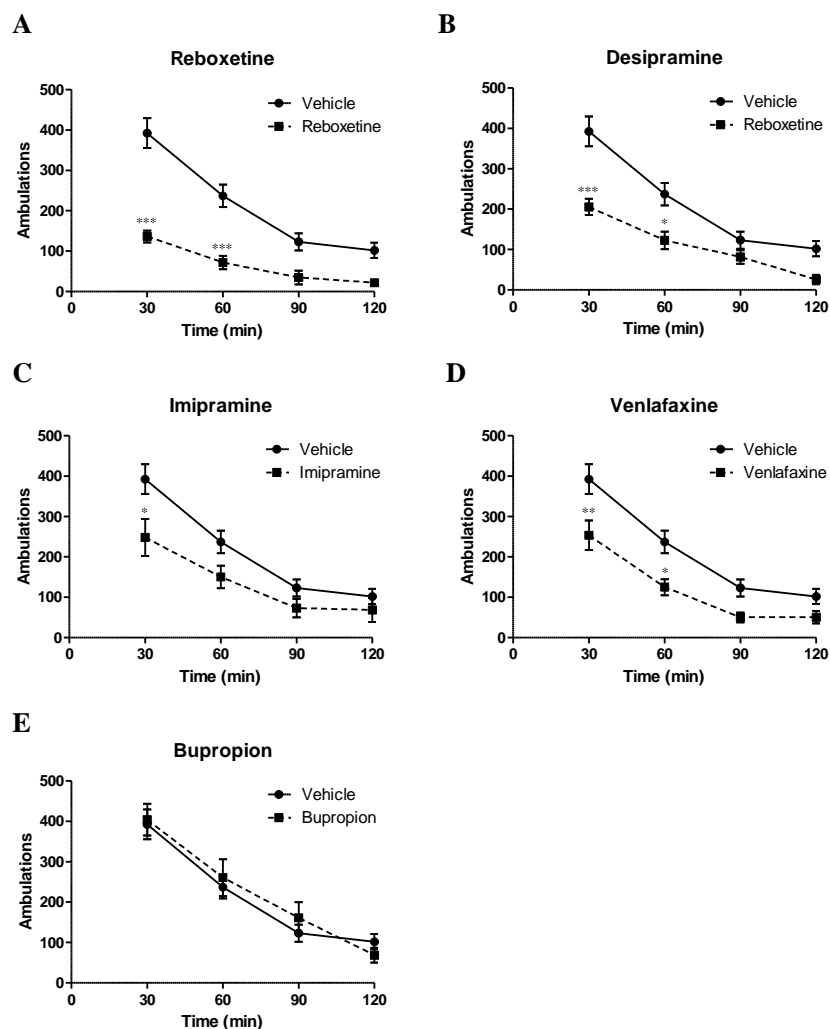 A
Reboxetine
500
400
300
200
100
0
Ambulations
Vehicle
Reboxetine
***
***
0 30 60 90 120
Time (min)
B
Desipramine
500
400
300
200
100
0
Ambulations
Vehicle
Reboxetine
***
*
0 30 60 90 120
Time (min)
C
Imipramine
500
400
300
200
100
0
Ambulations
Vehicle
Imipramine
*
0 30 60 90 120
Time (min)
D
Venlafaxine
500
400
300
200
100
0
Ambulations
Vehicle
Venlafaxine
**
*
0 30 60 90 120
Time (min)
E
Bupropion
500
400
300
200
100
0
Ambulations
Vehicle
Bupropion
0 30 60 90 120
Time (min)